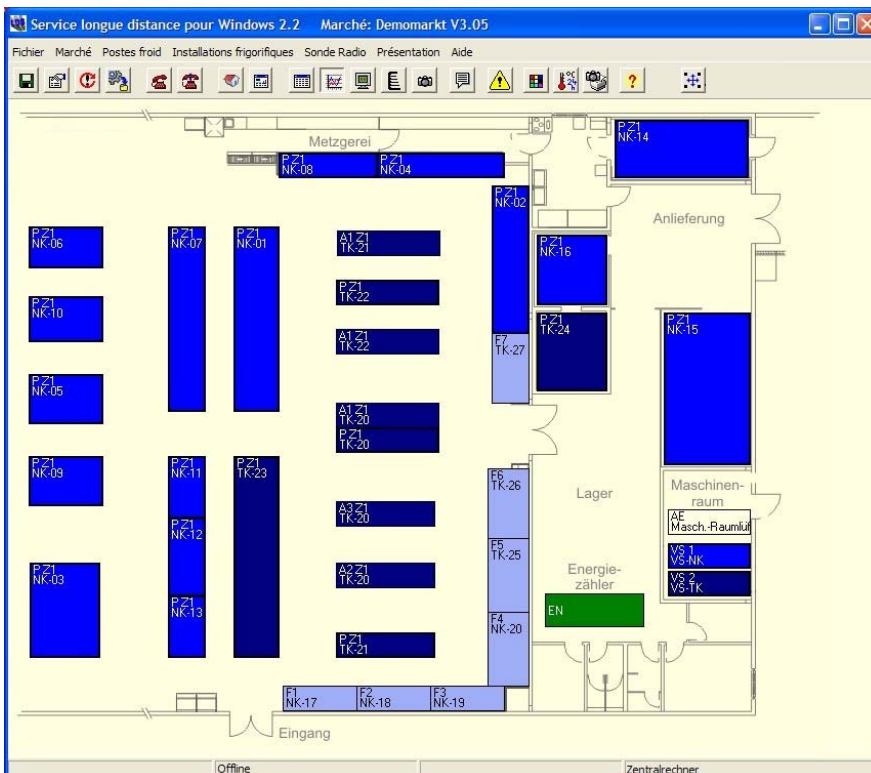 Service longue distance pour Windows 2.2 Marché: Demomarkt V3.05
Fichier Marché Postes froid Installations frigorifiques Sonde Radio Présentation Aide
Metzgerei
P Z1
NK-08
P Z1
NK-04
P Z1
NK-14
P Z1
NK-02
Anlieferung
P Z1
NK-06
P Z1
NK-07
P Z1
NK-01
A1 Z1
TK-21
P Z1
NK-16
P Z1
TK-22
P Z1
NK-10
A1 Z1
TK-22
F7
TK-27
P Z1
TK-24
P Z1
NK-15
P Z1
NK-05
A1 Z1
TK-20
P Z1
TK-20
P Z1
NK-09
P Z1
NK-11
P Z1
TK-23
F6
TK-26
Lager
Maschinen-
raum
A3 Z1
TK-20
AE
Masch.-Raumlüf
P Z1
NK-12
F5
TK-25
VS 1
VS-NK
P Z1
NK-03
A2 Z1
TK-20
Energie-
zähler
VS 2
VS-TK
P Z1
NK-13
EN
F4
NK-20
P Z1
TK-21
F1
NK-17
F2
NK-18
F3
NK-19
Eingang
Offline
Zentralrechner